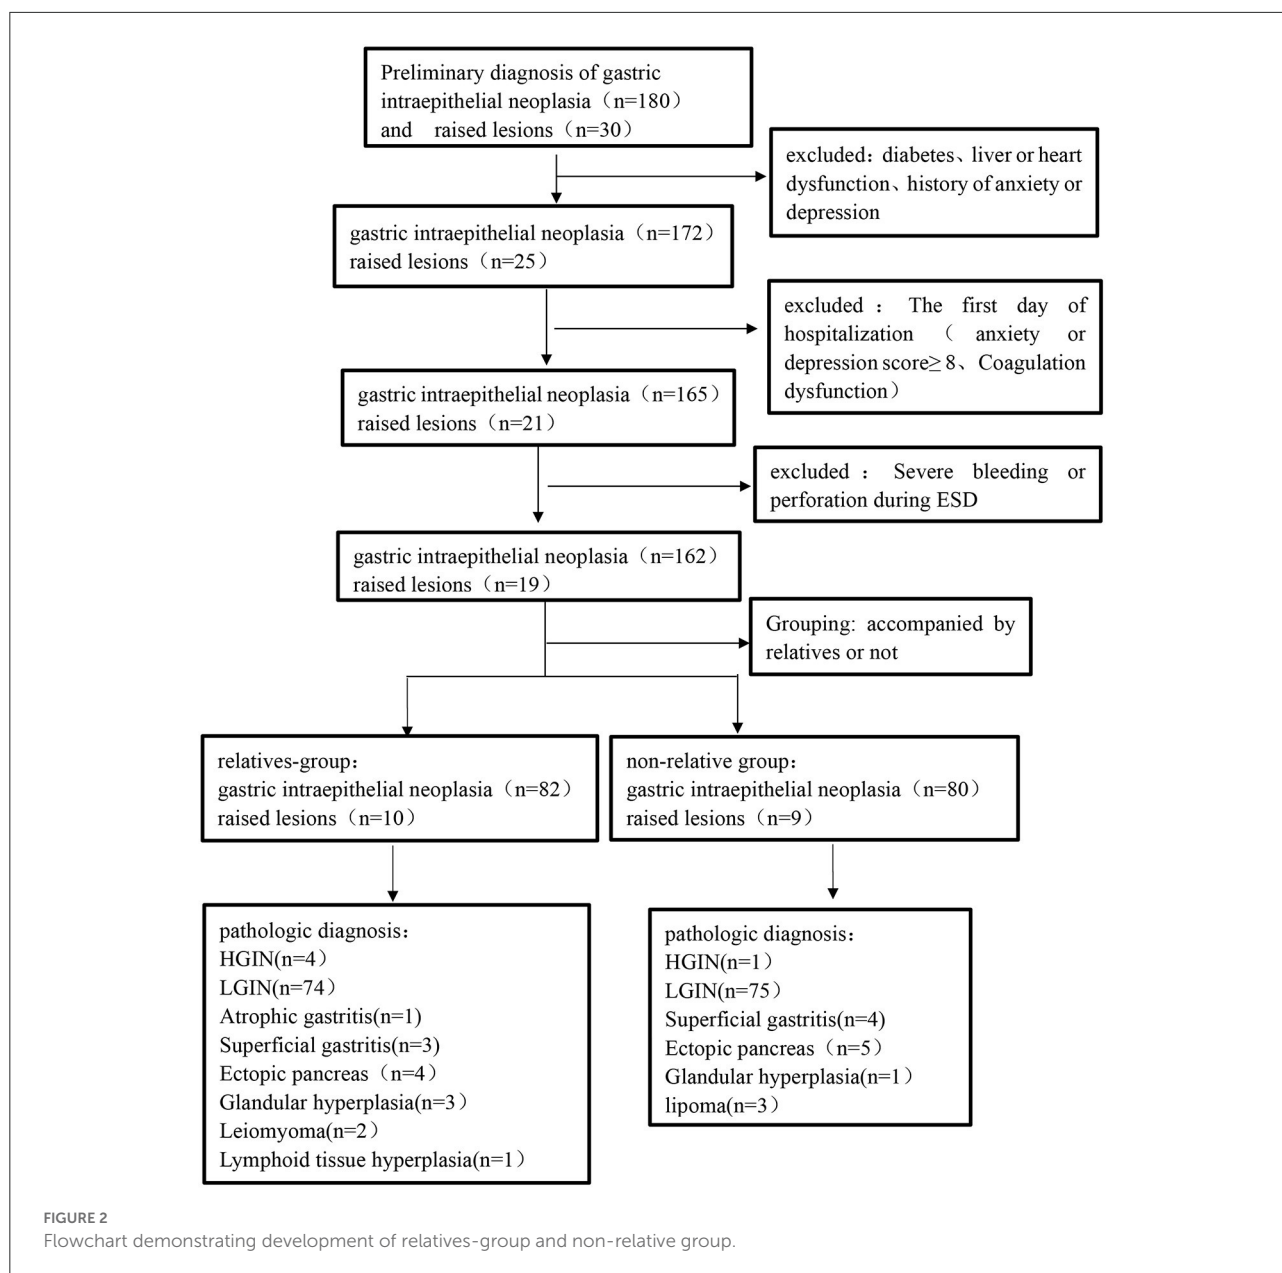 Preliminary diagnosis of gastric
intraepithelial neoplasia（n=180）
and raised lesions（n=30）
excluded：diabetes、liver or heart
dysfunction、history of anxiety or
depression
gastric intraepithelial neoplasia（n=172）
raised lesions（n=25）
excluded ： The first day of
hospitalization （ anxiety or
depression score≥ 8、Coagulation
dysfunction）
gastric intraepithelial neoplasia（n=165）
raised lesions（n=21）
excluded ： Severe bleeding or
perforation during ESD
gastric intraepithelial neoplasia（n=162）
raised lesions（n=19）
Grouping: accompanied by
relatives or not
relatives-group：
gastric intraepithelial neoplasia（n=82）
raised lesions（n=10）
non-relative group：
gastric intraepithelial neoplasia（n=80）
raised lesions（n=9）
pathologic diagnosis：
HGIN(n=4）
LGIN(n=74）
Atrophic gastritis(n=1）
Superficial gastritis(n=3)
Ectopic pancreas（n=4）
Glandular hyperplasia(n=3）
Leiomyoma(n=2）
Lymphoid tissue hyperplasia(n=1）
pathologic diagnosis：
HGIN(n=1）
LGIN(n=75）
Superficial gastritis(n=4)
Ectopic pancreas（n=5）
Glandular hyperplasia(n=1）
lipoma(n=3）
FIGURE 2
Flowchart demonstrating development of relatives-group and non-relative group.